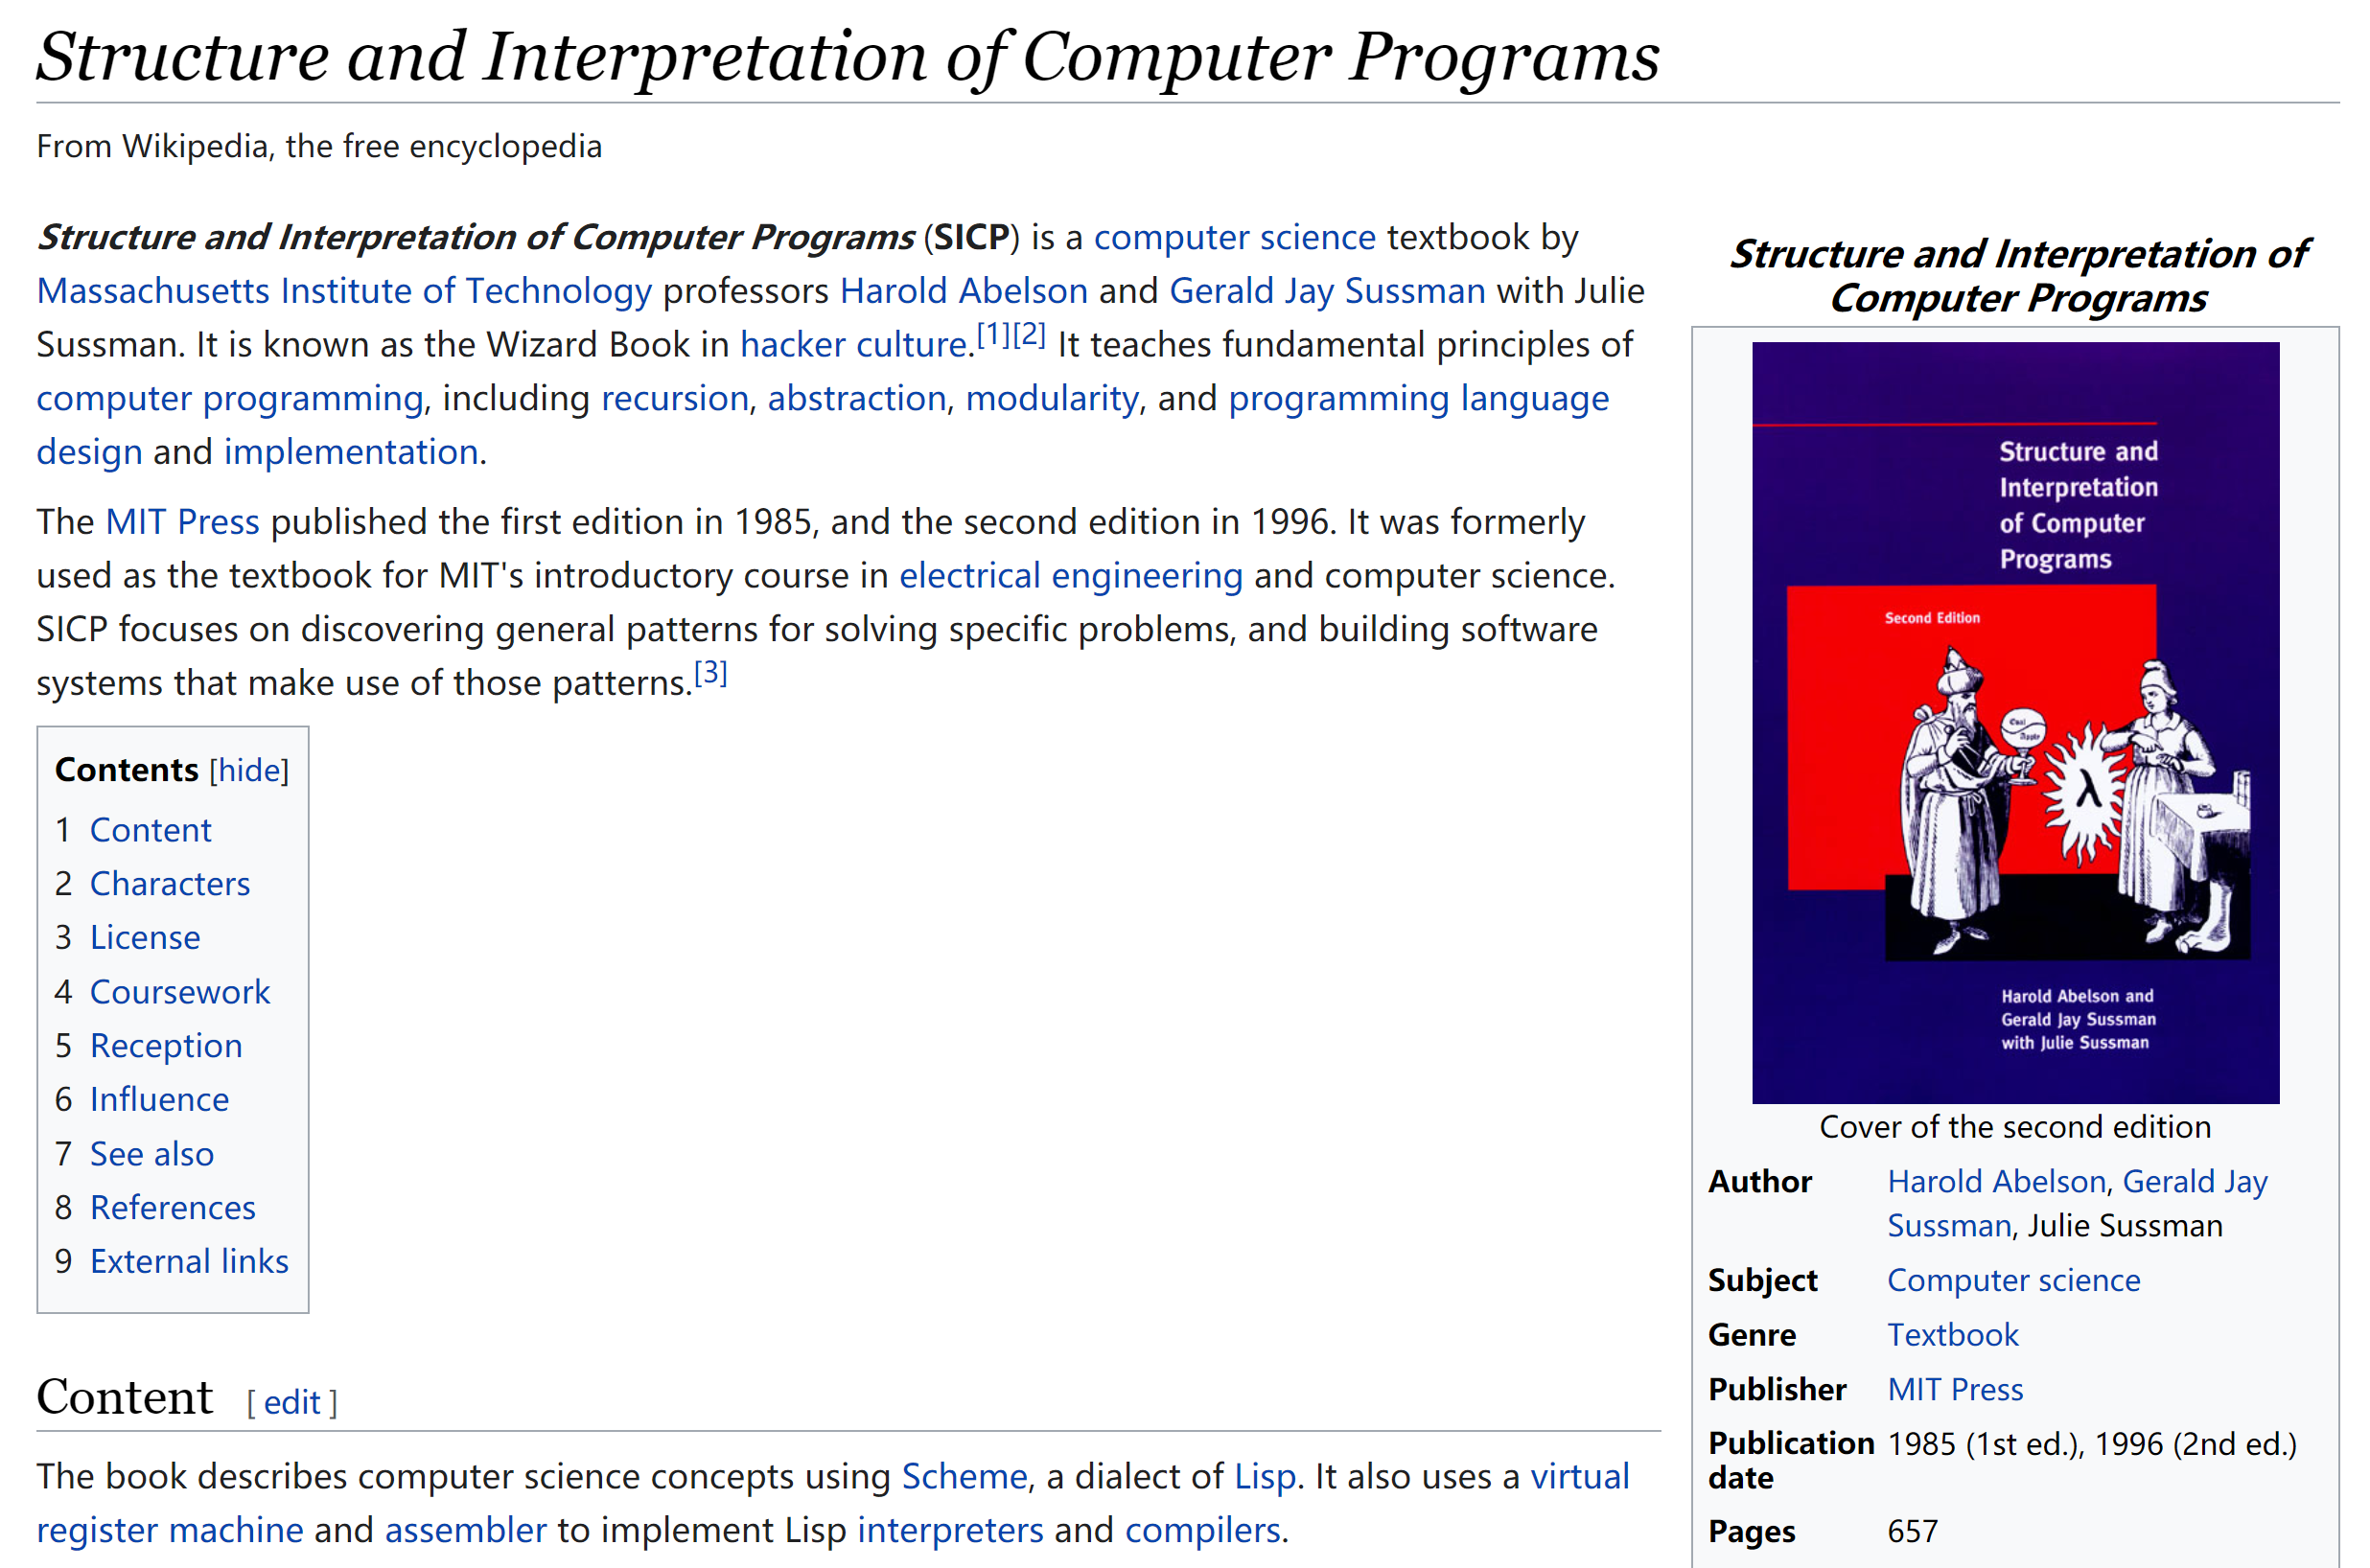 Structure and Interpretation of Computer Programs
From Wikipedia, the free encyclopedia
Structure and Interpretation of Computer Programs (SICP) is a computer science textbook by
Massachusetts Institute of Technology professors Harold Abelson and Gerald Jay Sussman with Julie
Sussman. It is known as the Wizard Book in hacker culture.[1][2] It teaches fundamental principles of
computer programming, including recursion, abstraction, modularity, and programming language
design and implementation.
The MIT Press published the first edition in 1985, and the second edition in 1996. It was formerly
used as the textbook for MIT's introductory course in electrical engineering and computer science.
SICP focuses on discovering general patterns for solving specific problems, and building software
systems that make use of those patterns.[3]
Contents [hide]
1 Content
2 Characters
3 License
4 Coursework
5 Reception
6 Influence
7 See also
8 References
9 External links
Content [ edit ]
The book describes computer science concepts using Scheme, a dialect of Lisp. It also uses a virtual
register machine and assembler to implement Lisp interpreters and compilers.
Structure and Interpretation of
Computer Programs
Structure and
Interpretation
of Computer
Programs
Second Edition
Apple
λ
Harold Abelson and
Gerald Jay Sussman
with Julie Sussman
Cover of the second edition
Author Harold Abelson, Gerald Jay
Sussman, Julie Sussman
Subject Computer science
Genre Textbook
Publisher MIT Press
Publication 1985 (1st ed.), 1996 (2nd ed.)
date
Pages 657